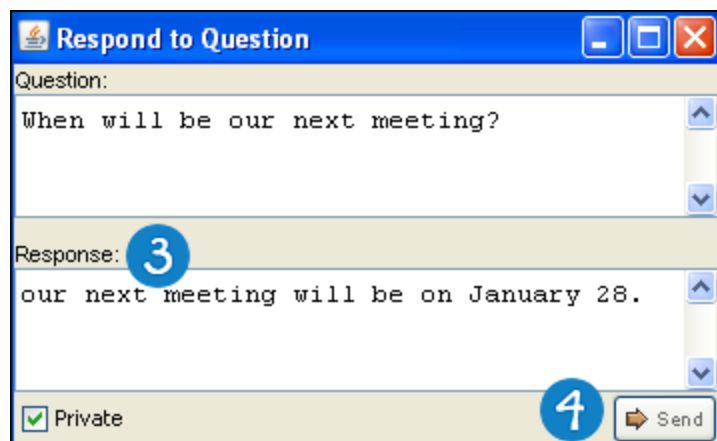 Respond to Question
Question:
When will be our next meeting?
Response: 3
our next meeting will be on January 28.
Private 4 Send